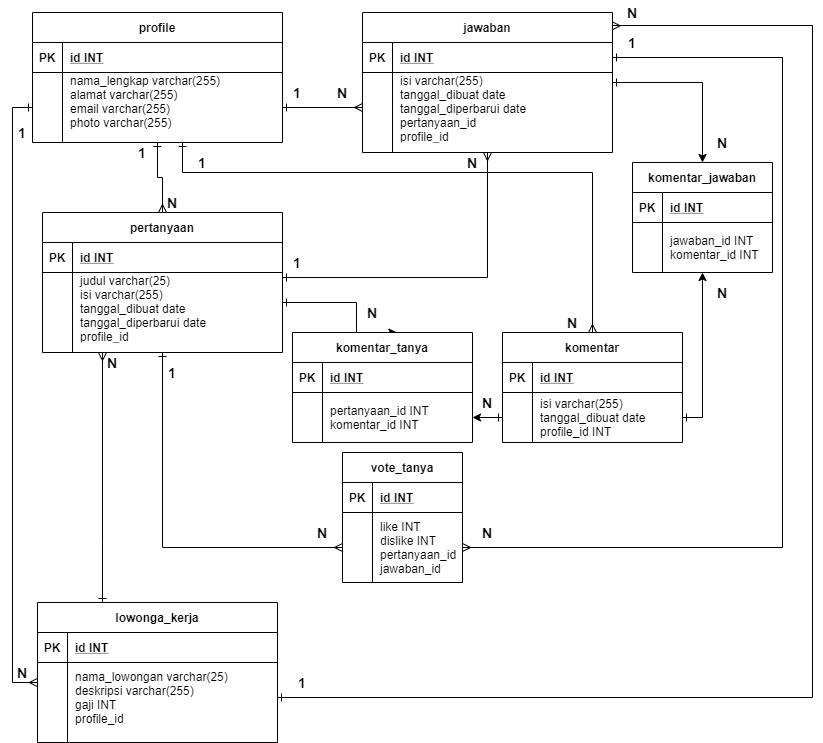 profile
PK id INT
nama_lengkap varchar(255)
alamat varchar(255)
email varchar(255)
photo varchar(255)
jawaban
PK id INT
isi varchar(255)
tanggal_dibuat date
tanggal_diperbarui date
pertanyaan_id
profile_id
N
1
1
N
1
1
1
N
N
N
komentar_jawaban
PK id INT
jawaban_id INT
komentar_id INT
pertanyaan
PK id INT
judul varchar(25)
isi varchar(255)
tanggal_dibuat date
tanggal_diperbarui date
profile_id
1
N
N
N
N
1
komentar_tanya
PK id INT
pertanyaan_id INT
komentar_id INT
N
komentar
PK id INT
isi varchar(255)
tanggal_dibuat date
profile_id INT
vote_tanya
PK id INT
like INT
dislike INT
pertanyaan_id
jawaban_id
N
N
lowonga_kerja
PK id INT
nama_lowongan varchar(25)
deskripsi varchar(255)
gaji INT
profile_id
N
1